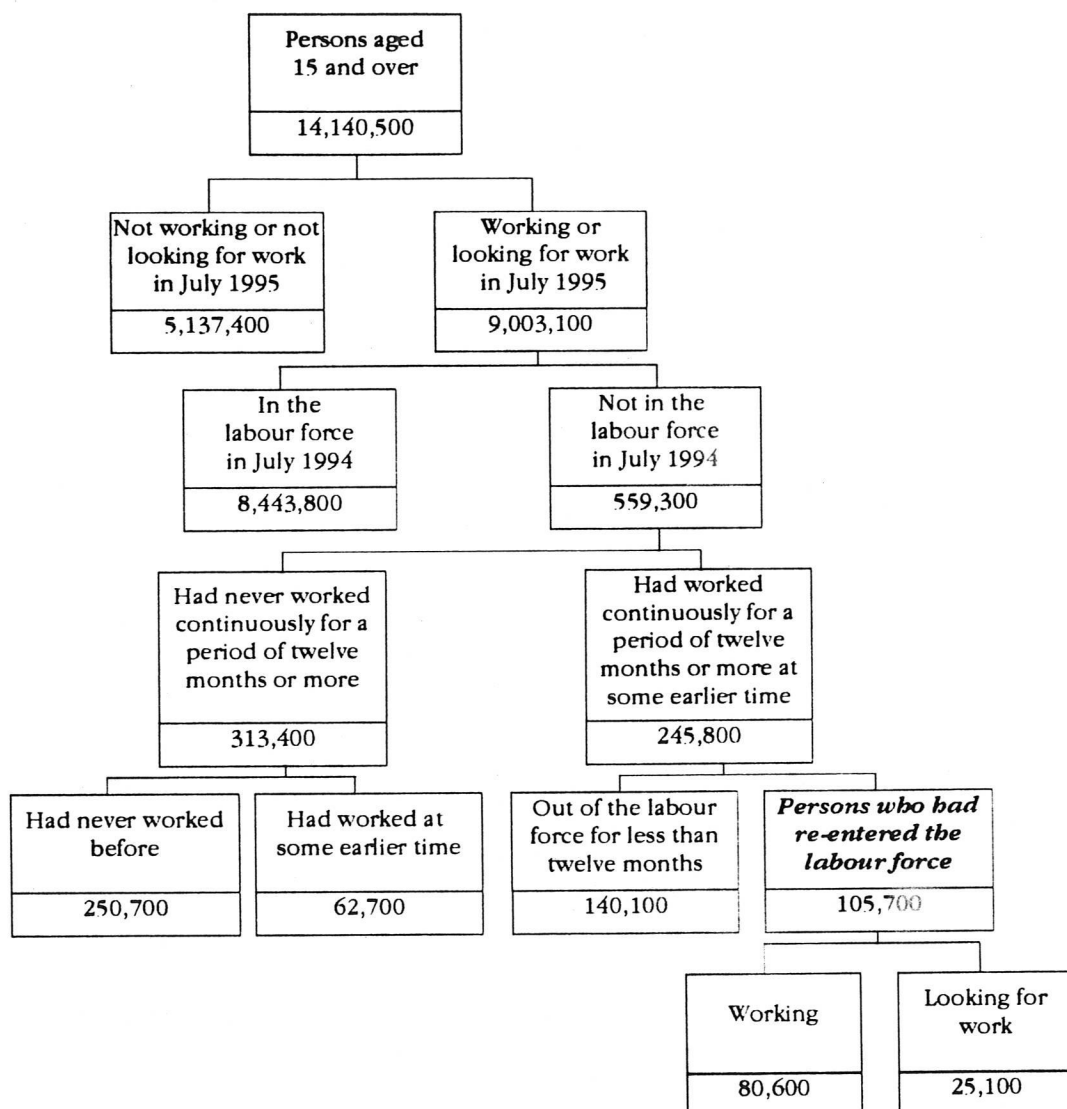 Persons aged
15 and over
14,140,500
Not working or not
looking for work
in July 1995
5,137,400
Working or
looking for work
in July 1995
9,003,100
In the
labour force
in July 1994
8,443,800
Not in the
labour force
in July 1994
559,300
Had never worked
continuously for a
period of twelve
months or more
313,400
Had worked
continuously for a
period of twelve
months or more at
some earlier time
245,800
Had never worked
before
250,700
Had worked at
some earlier time
62,700
Out of the labour
force for less than
twelve months
140,100
Persons who had
re-entered the
labour force
105,700
Working
80,600
Looking for
work
25,100